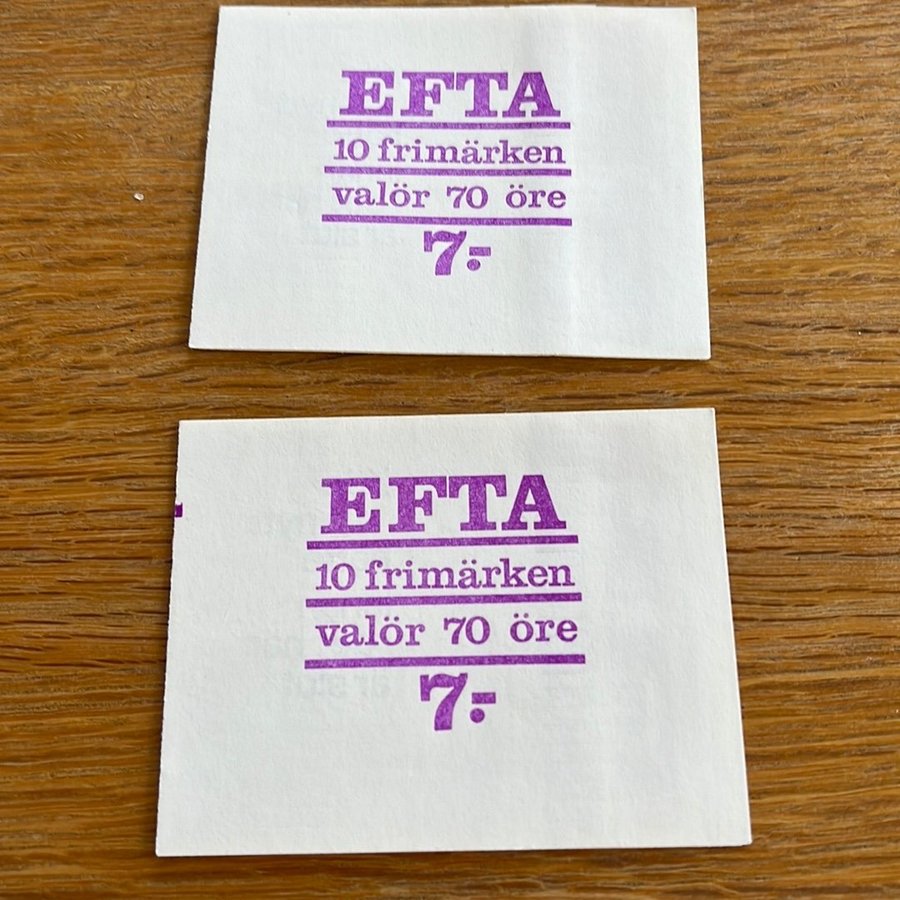 EFTA
10 frimärken
valör 70 öre
7.-
EFTA
10 frimärken
valör 70 öre
7.-